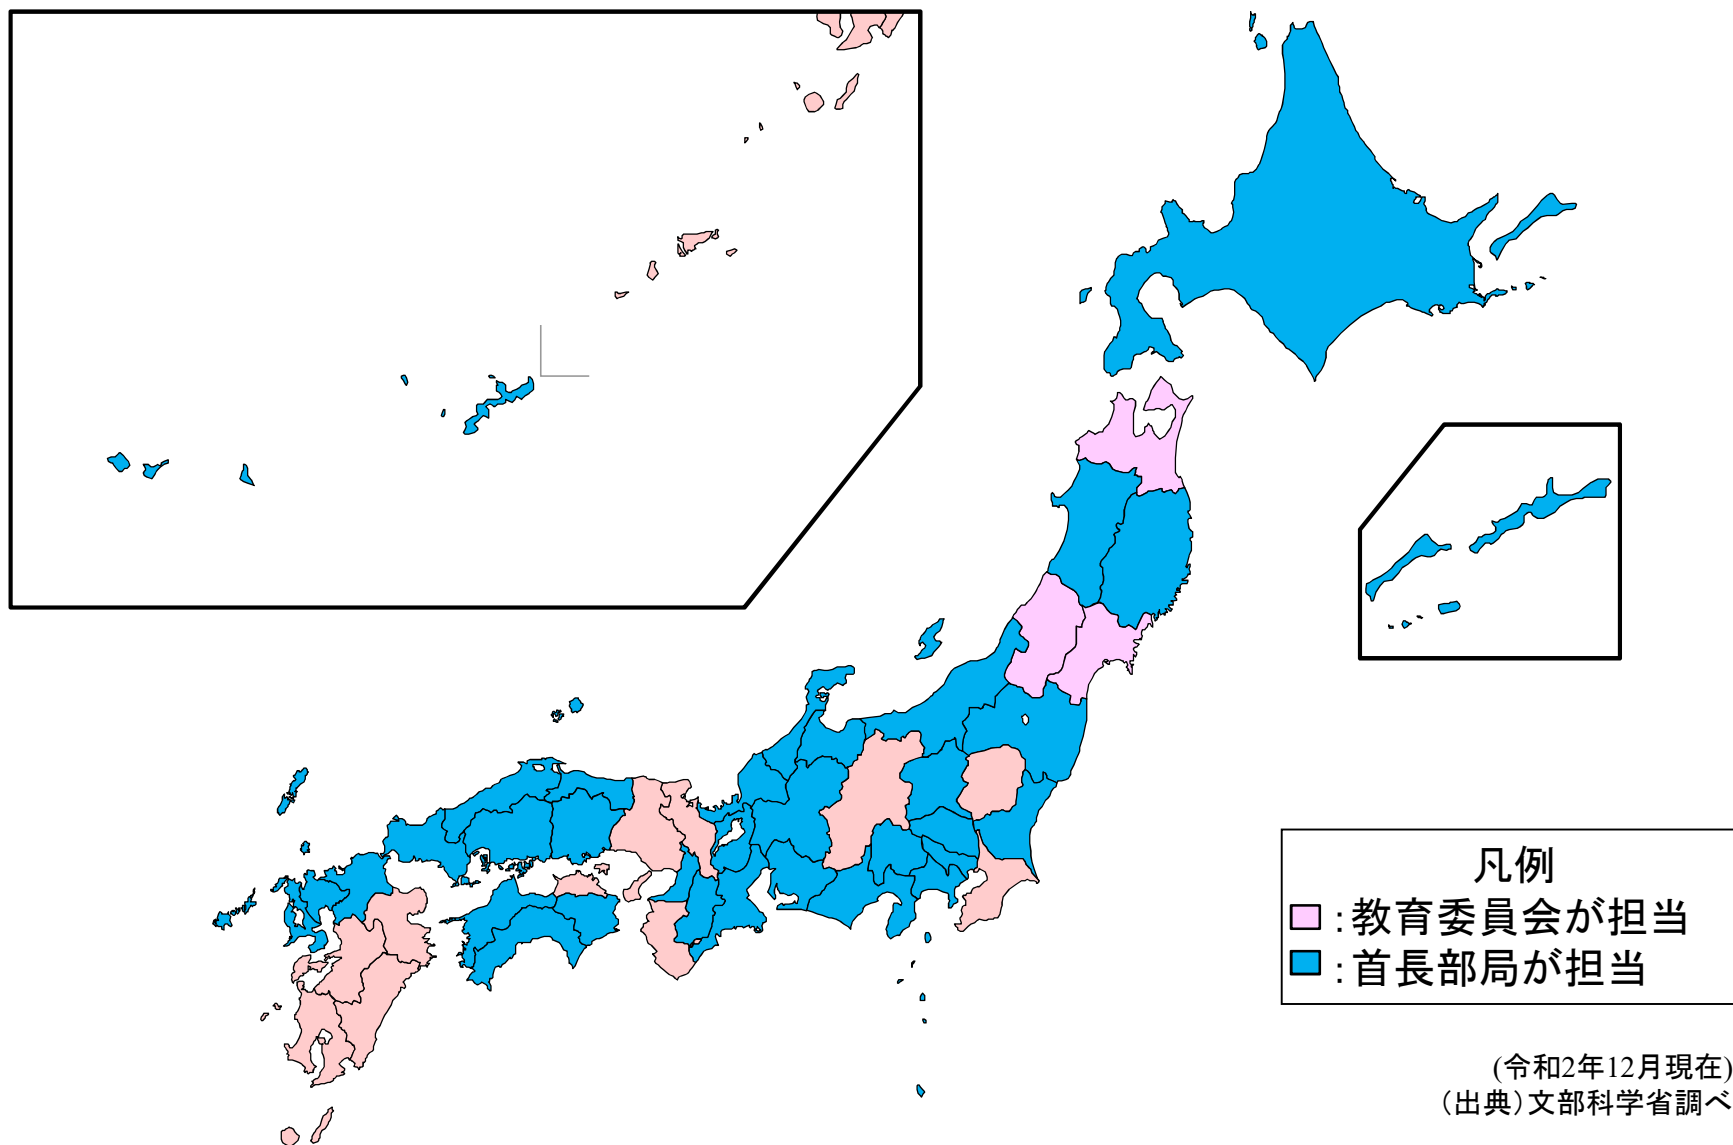 凡例
：教育委員会が担当
：首長部局が担当
(令和2年12月現在)
（出典）文部科学省調べ